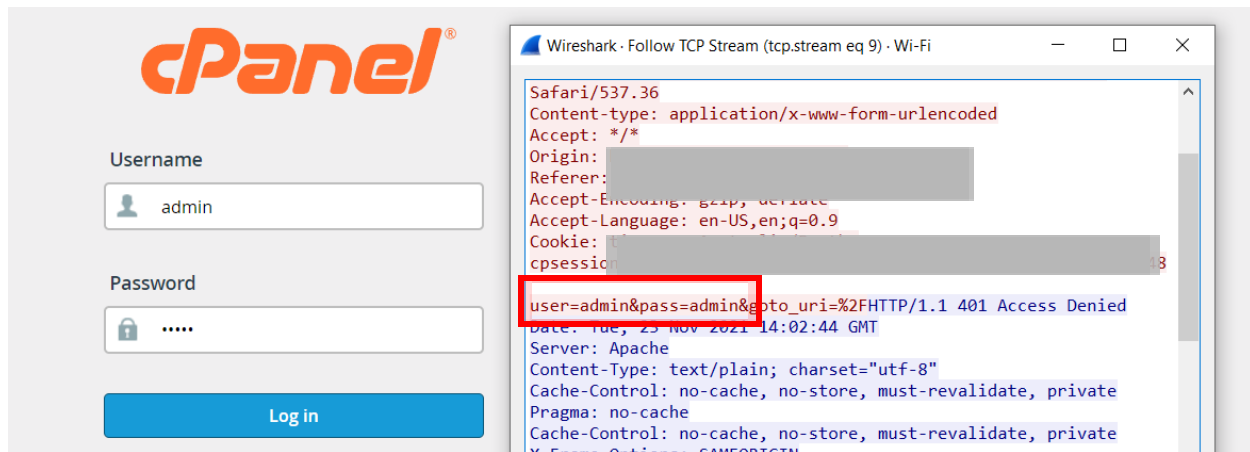 cPanel®
Username
admin
Password
•••••
Log in
Wireshark · Follow TCP Stream (tcp.stream eq 9) · Wi-Fi
Safari/537.36
Content-type: application/x-www-form-urlencoded
Accept: */*
Origin:
Referer:
Accept-Encoding: gzip, deflate
Accept-Language: en-US,en;q=0.9
Cookie:
cpsession
user=admin&pass=admin&goto_uri=%2FHTTP/1.1 401 Access Denied
Date: Tue, 23 Nov 2021 14:02:44 GMT
Server: Apache
Content-Type: text/plain; charset="utf-8"
Cache-Control: no-cache, no-store, must-revalidate, private
Pragma: no-cache
Cache-Control: no-cache, no-store, must-revalidate, private
X-Frame-Options: SAMEORIGIN